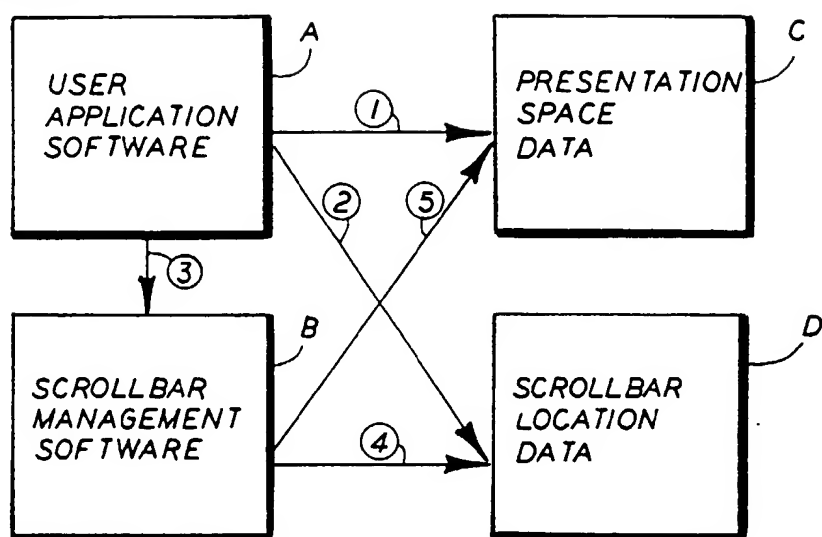 A
USER
APPLICATION
SOFTWARE
C
PRESENTATION
SPACE
DATA
1
2
5
3
B
SCROLLBAR
MANAGEMENT
SOFTWARE
D
SCROLLBAR
LOCATION
DATA
4